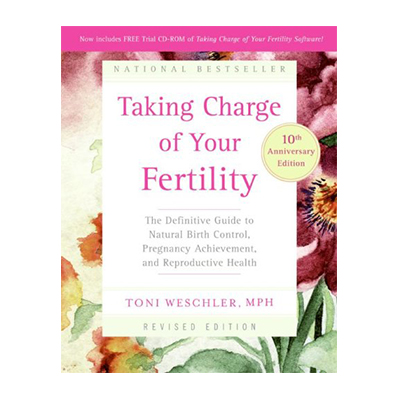 Now includes FREE Trial CD-ROM of Taking Charge of Your Fertility Software!
NATIONAL BESTSELLER
Taking Charge
of Your
Fertility
10th
Anniversary
Edition
The Definitive Guide to
Natural Birth Control,
Pregnancy Achievement,
and Reproductive Health
TONI WESCHLER, MPH
REVISED EDITION